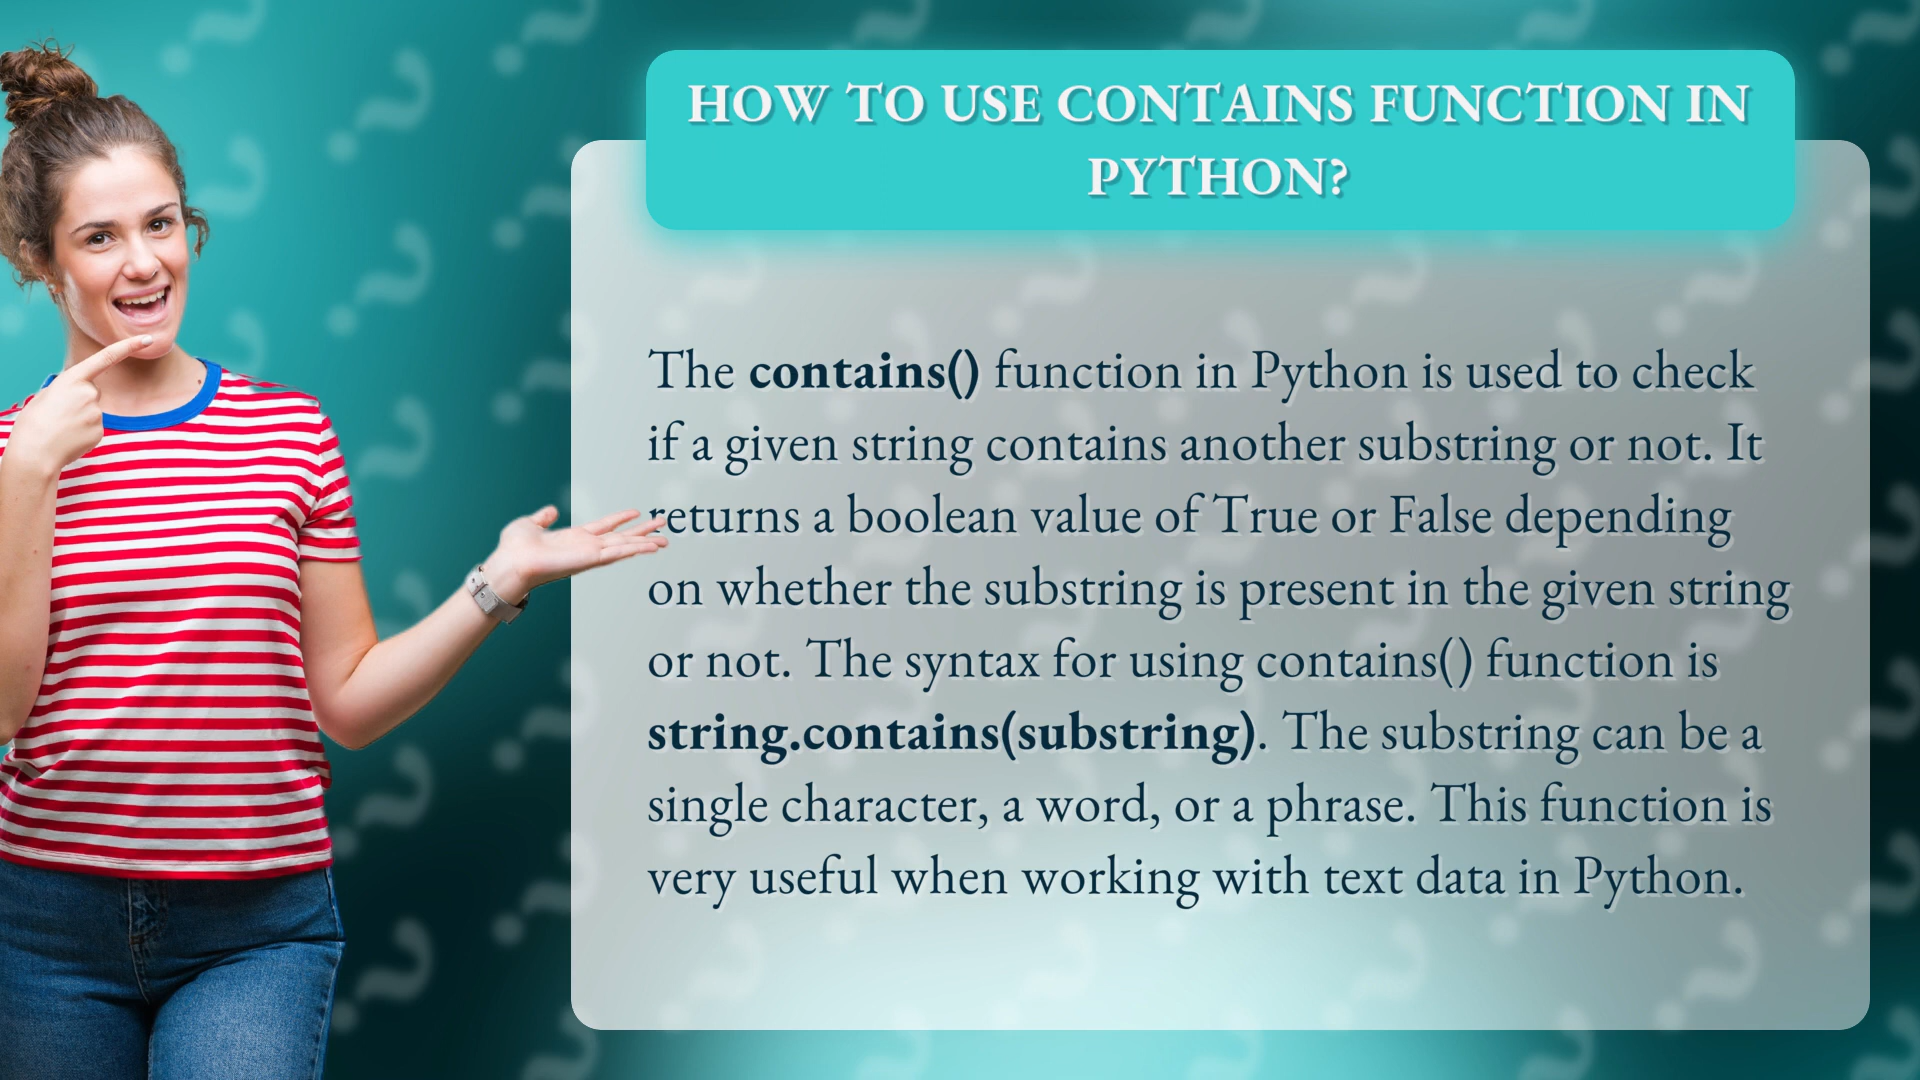 HOW TO USE CONTAINS FUNCTION IN
PYTHON?
The contains() function in Python is used to check
if a given string contains another substring or not. It
returns a boolean value of True or False depending
on whether the substring is present in the given string
or not. The syntax for using contains() function is
string.contains(substring). The substring can be a
single character, a word, or a phrase. This function is
very useful when working with text data in Python.